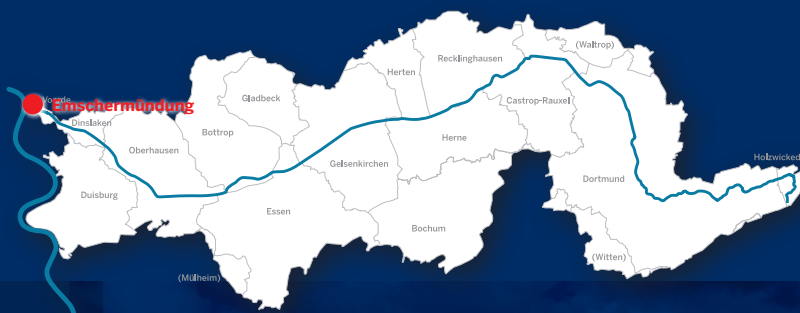 (Waltrop)
Recklinghausen
Herten
Gladbeck
Voerde
Emschermündung
Castrop-Rauxel
Dinslaken
Bottrop
Herne
Oberhausen
Holzwickede
Gelsenkirchen
Dortmund
Duisburg
Essen
Bochum
(Witten)
(Mülheim)